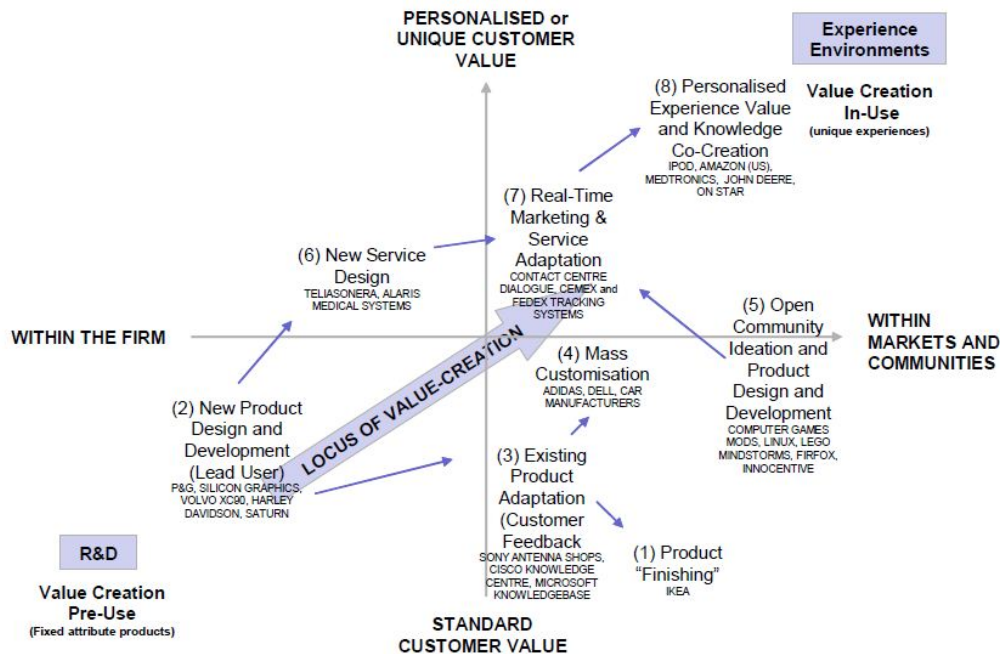 PERSONALISED or
UNIQUE CUSTOMER
VALUE
Experience
Environments
Value Creation
In-Use
(unique experiences)
(8) Personalised
Experience Value
and Knowledge
Co-Creation
IPOD, AMAZON (US),
MEDTRONICS, JOHN DEERE,
ON STAR
(7) Real-Time
Marketing &
Service
Adaptation
CONTACT CENTRE
DIALOGUE, CEMEX and
FEDEX TRACKING
SYSTEMS
(6) New Service
Design
TELIASONERA, ALARIS
MEDICAL SYSTEMS
WITHIN THE FIRM
WITHIN
MARKETS AND
COMMUNITIES
(5) Open
Community
Ideation and
Product
Design and
Development
COMPUTER GAMES
MODS, LINUX, LEGO
MINDSTORMS, FIRFOX,
INNOCENTIVE
LOCUS OF VALUE-CREATION
(4) Mass
Customisation
ADIDAS, DELL, CAR
MANUFACTURERS
(2) New Product
Design and
Development
(Lead User)
P&G, SILICON GRAPHICS,
VOLVO XC90, HARLEY
DAVIDSON, SATURN
(3) Existing
Product
Adaptation
(Customer
Feedback
SONY ANTENNA SHOPS,
CISCO KNOWLEDGE
CENTRE, MICROSOFT
KNOWLEDGEBASE
(1) Product
“Finishing”
IKEA
R&D
Value Creation
Pre-Use
(Fixed attribute products)
STANDARD
CUSTOMER VALUE